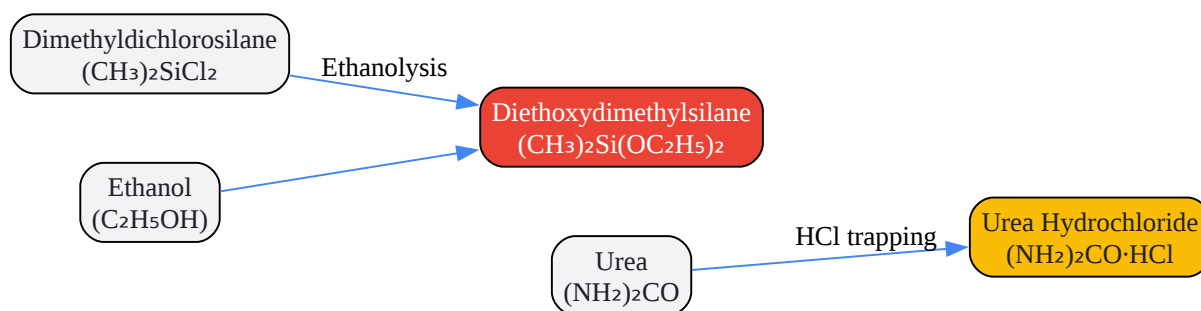 Dimethyldichlorosilane
(CH₃)₂SiCl₂
Ethanolysis
Diethoxydimethylsilane
(CH₃)₂Si(OC₂H₅)₂
Ethanol
(C₂H₅OH)
Urea
(NH₂)₂CO
HCl trapping
Urea Hydrochloride
(NH₂)₂CO·HCl